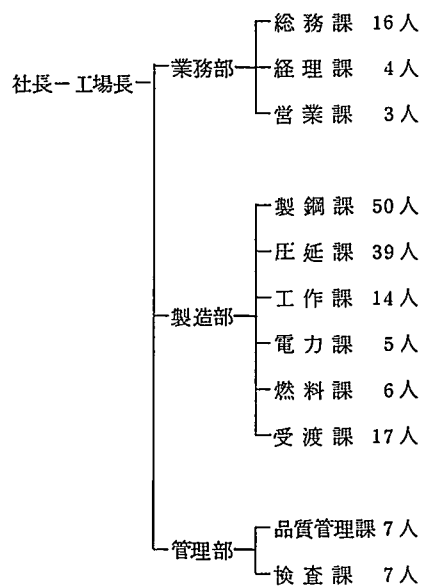 社長－工場長
業務部
総務課 16人
経理課 4人
営業課 3人
製造部
製鋼課 50人
圧延課 39人
工作課 14人
電力課 5人
燃料課 6人
受渡課 17人
管理部
品質管理課 7人
検査課 7人